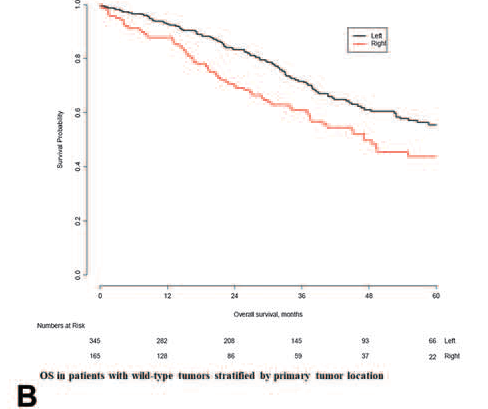 1.0
Left
Right
0.8
0.6
Survival Probability
0.4
0.2
0.0
0 12 24 36 48 60
Overall survival, months
Numbers at Risk
345 282 208 145 93 66 Left
165 128 86 59 37 22 Right
OS in patients with wild-type tumors stratified by primary tumor location
B